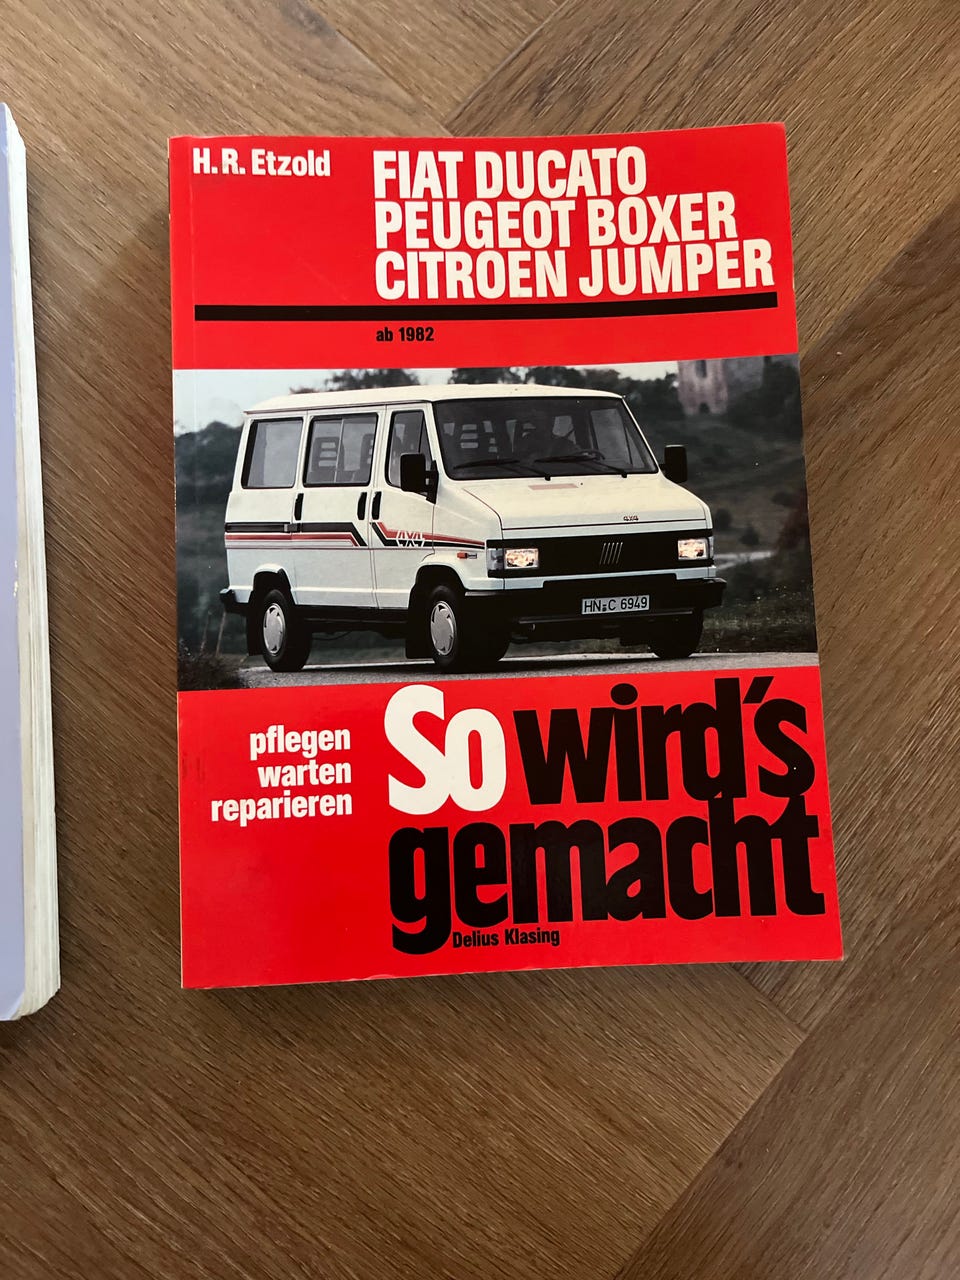 H. R. Etzold
FIAT DUCATO
PEUGEOT BOXER
CITROEN JUMPER
ab 1982
4x4
4x4
HN-C 6949
pflegen
warten
reparieren
So wird's
gemacht
Delius Klasing